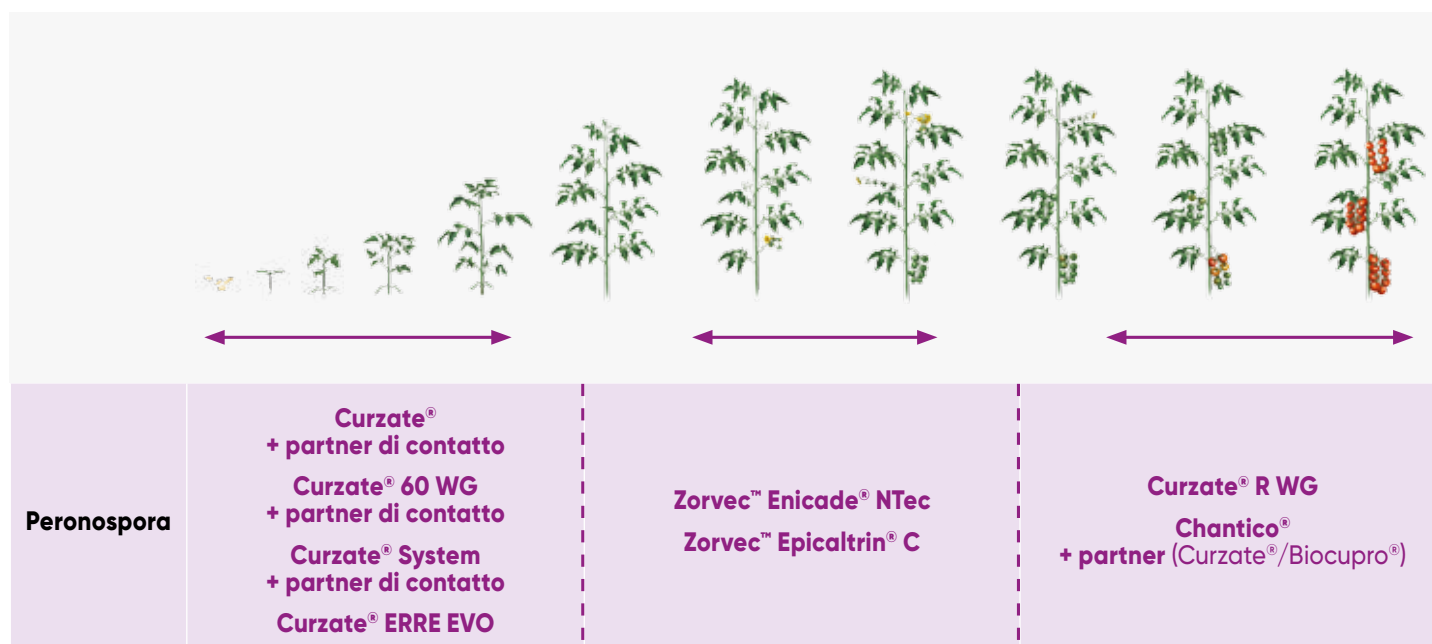 Peronospora
Curzate®
+ partner di contatto
Curzate® 60 WG
+ partner di contatto
Curzate® System
+ partner di contatto
Curzate® ERRE EVO
Zorvec™ Enicade® NTec
Zorvec™ Epicaltrin® C
Curzate® R WG
Chantico®
+ partner (Curzate®/Biocupro®)